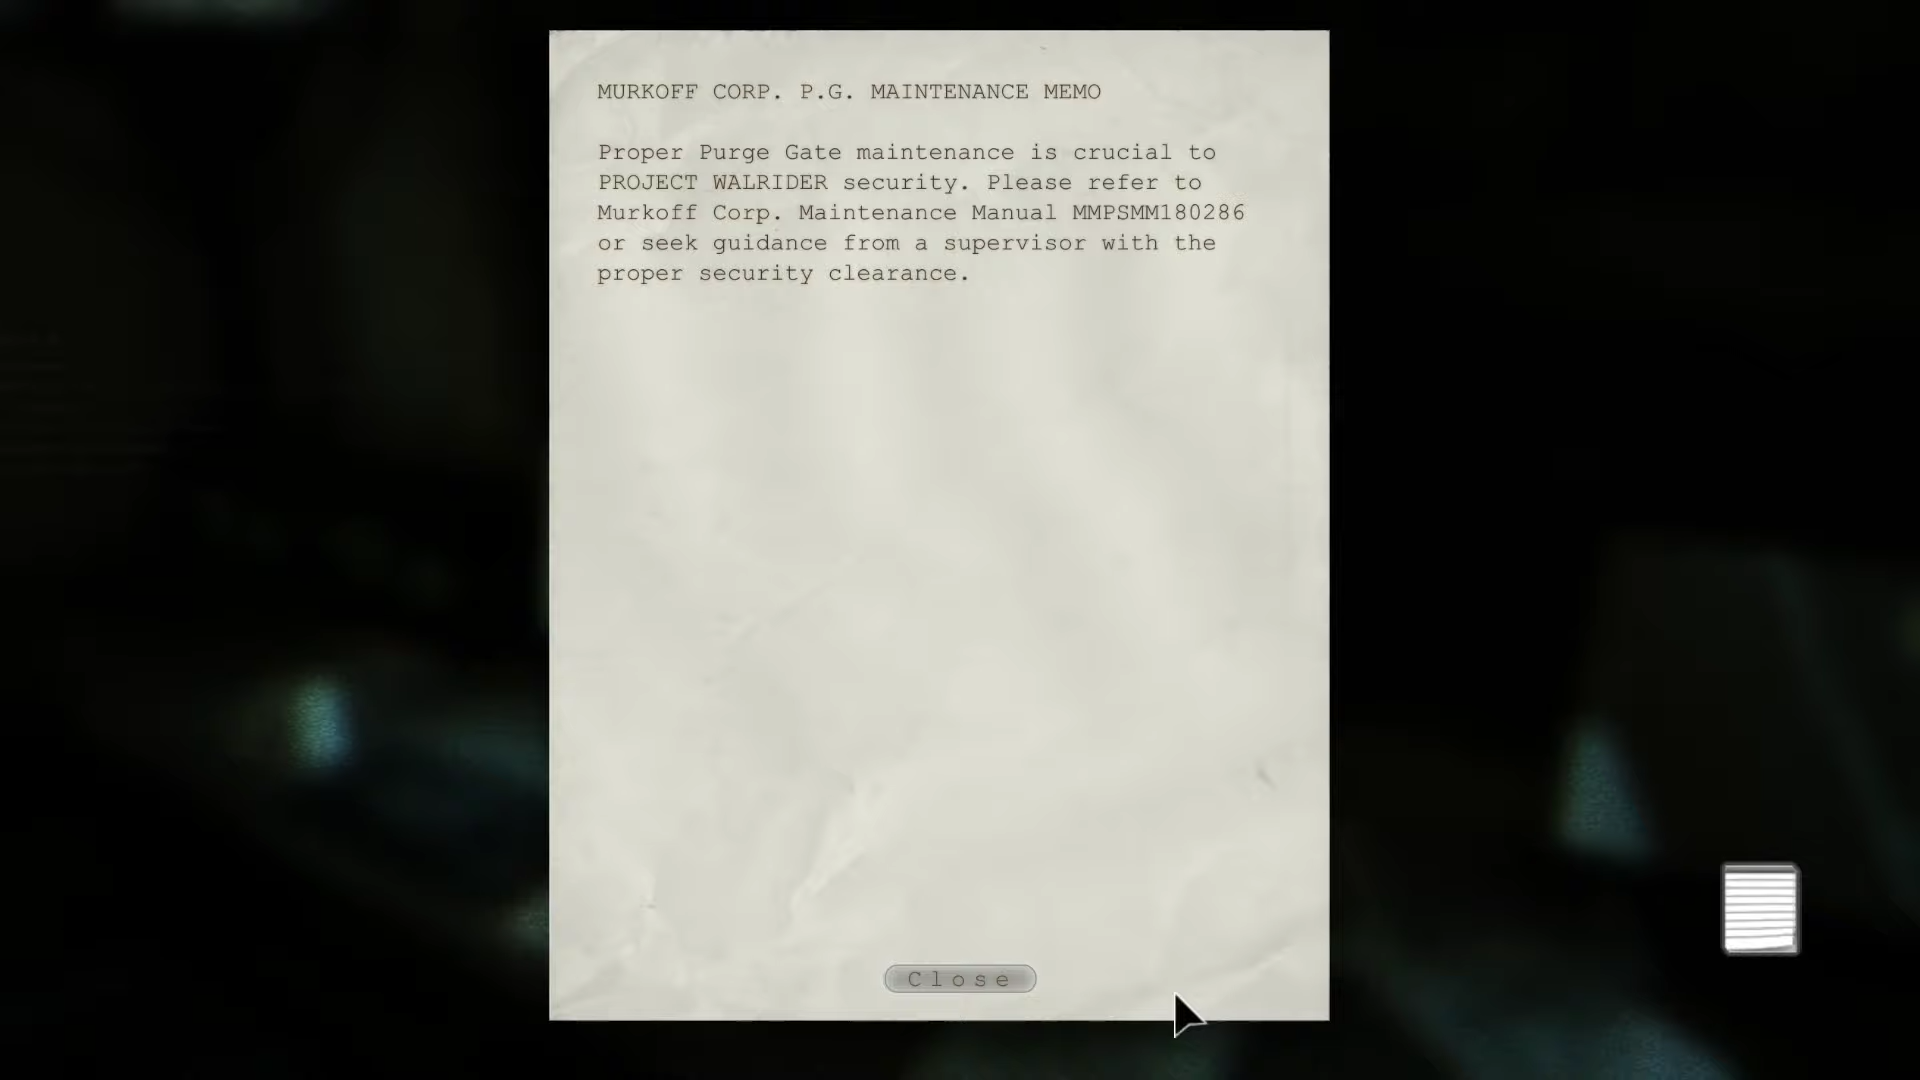 MURKOFF CORP. P.G. MAINTENANCE MEMO
Proper Purge Gate maintenance is crucial to
PROJECT WALRIDER security. Please refer to
Murkoff Corp. Maintenance Manual MMPSMM180286
or seek guidance from a supervisor with the
proper security clearance.
Close